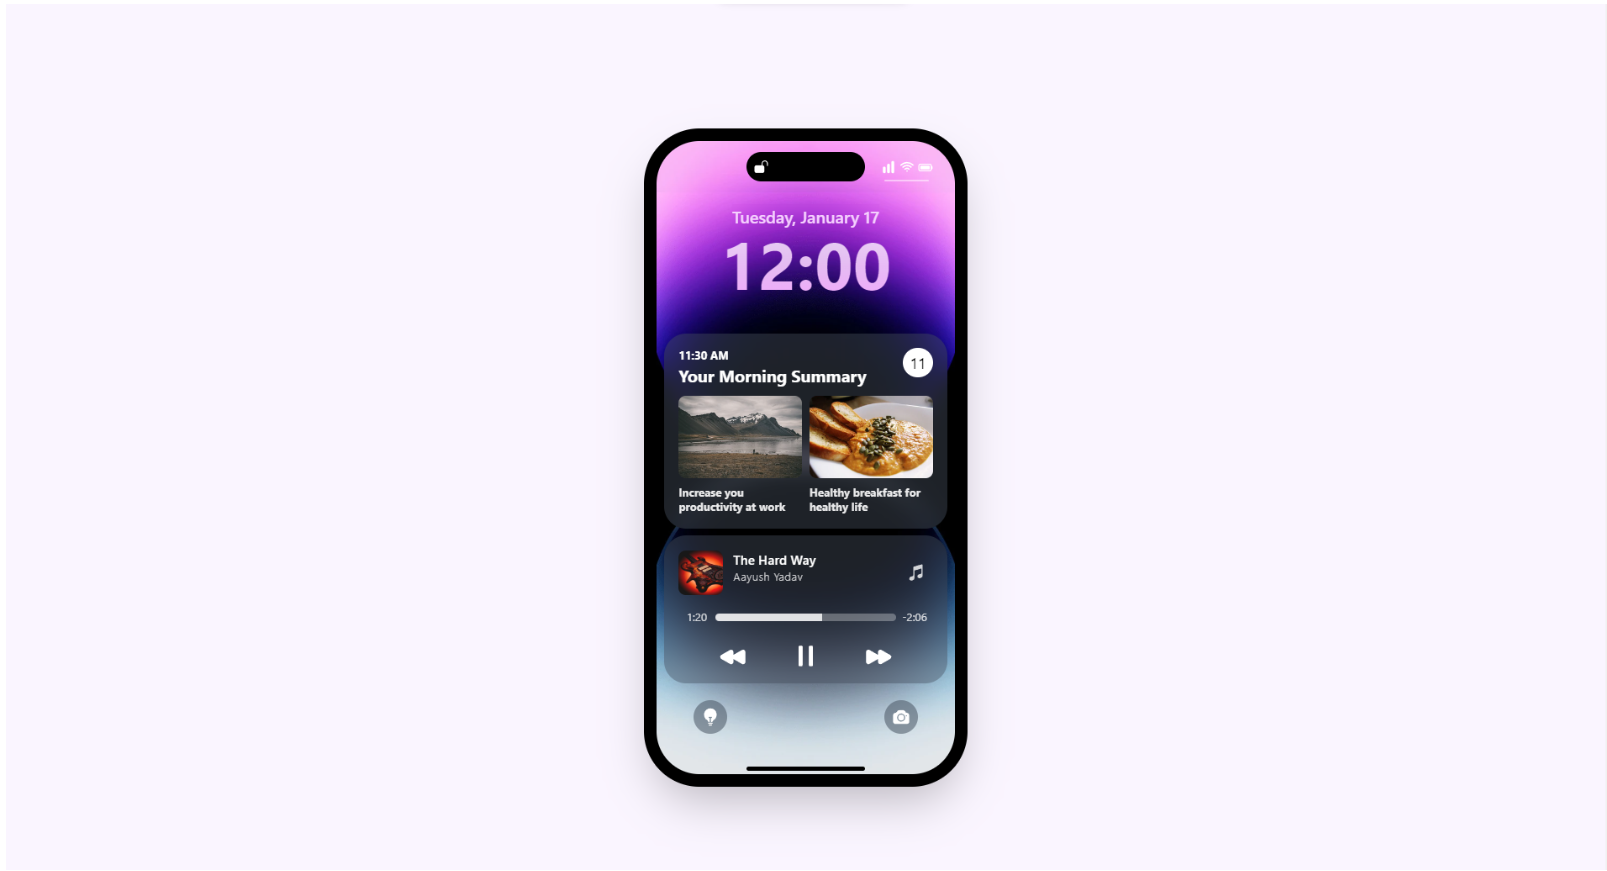 Tuesday, January 17
12:00
11:30 AM
11
Your Morning Summary
Increase you
productivity at work
Healthy breakfast for
healthy life
The Hard Way
Aayush Yadav
1:20
-2:06